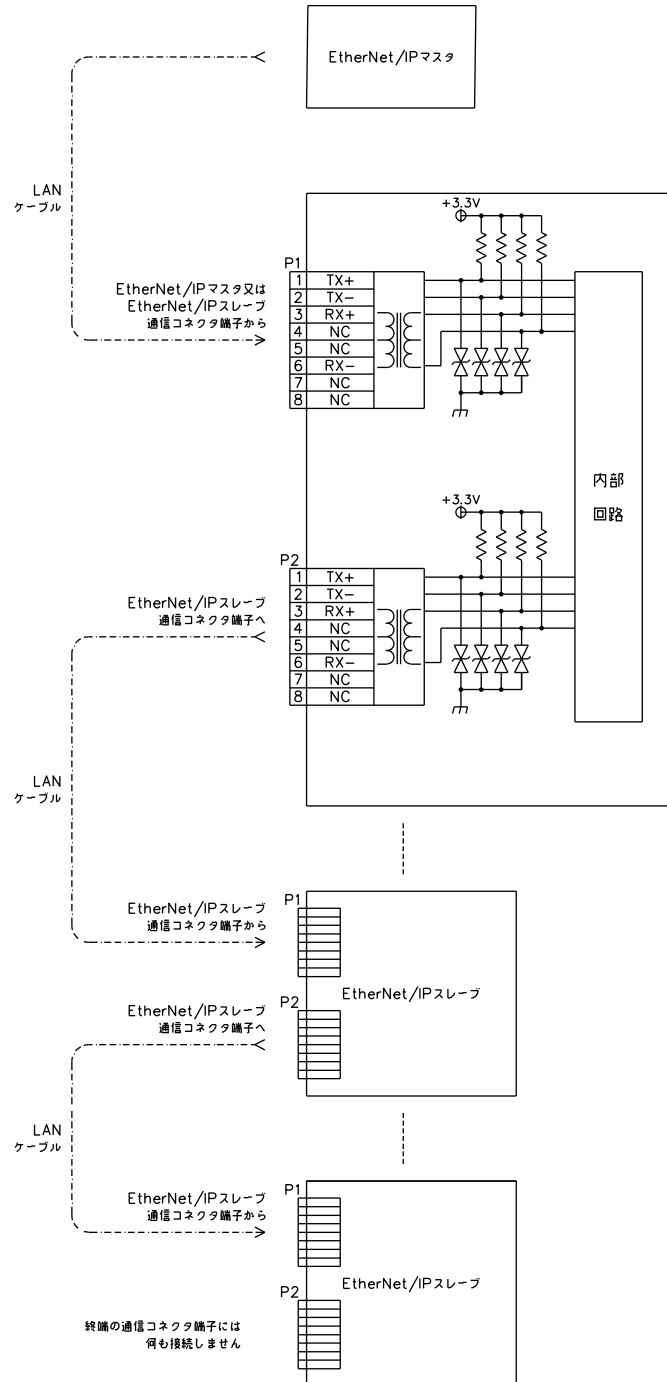 EtherNet/IPマスタ
LAN
ケーブル
+3.3V
P1
EtherNet/IPマスタ又は
EtherNet/IPスレーブ
通信コネクタ端子から
1 TX+
2 TX-
3 RX+
4 NC
5 NC
6 RX-
7 NC
8 NC
内部
回路
+3.3V
P2
EtherNet/IPスレーブ
通信コネクタ端子へ
1 TX+
2 TX-
3 RX+
4 NC
5 NC
6 RX-
7 NC
8 NC
LAN
ケーブル
P1
EtherNet/IPスレーブ
通信コネクタ端子から
EtherNet/IPスレーブ
P2
EtherNet/IPスレーブ
通信コネクタ端子へ
LAN
ケーブル
P1
EtherNet/IPスレーブ
通信コネクタ端子から
EtherNet/IPスレーブ
P2
終端の通信コネクタ端子には
何も接続しません